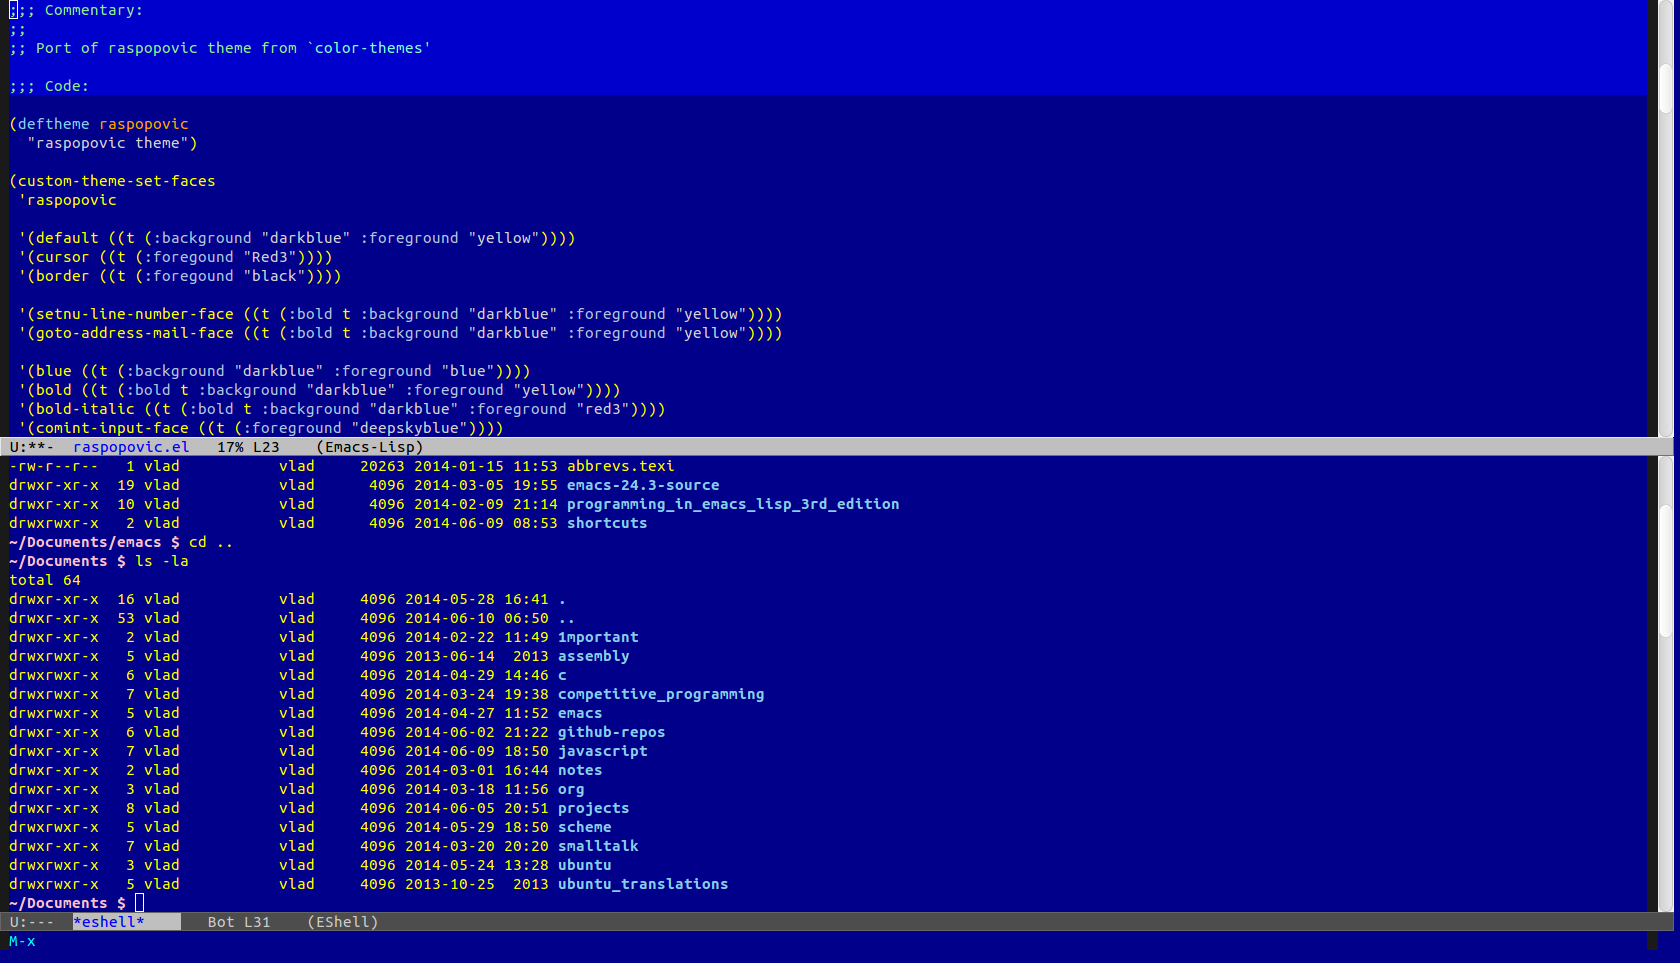 ;;; Commentary:
;;
;; Port of raspopovic theme from `color-themes'
;;; Code:
(deftheme raspopovic
  "raspopovic theme")
(custom-theme-set-faces
 'raspopovic
 '(default ((t (:background "darkblue" :foreground "yellow"))))
 '(cursor ((t (:foregound "Red3"))))
 '(border ((t (:foregound "black"))))
 '(setnu-line-number-face ((t (:bold t :background "darkblue" :foreground "yellow"))))
 '(goto-address-mail-face ((t (:bold t :background "darkblue" :foreground "yellow"))))
 '(blue ((t (:background "darkblue" :foreground "blue"))))
 '(bold ((t (:bold t :background "darkblue" :foreground "yellow"))))
 '(bold-italic ((t (:bold t :background "darkblue" :foreground "red3"))))
 '(comint-input-face ((t (:foreground "deepskyblue"))))
U:**-  raspopovic.el   17% L23    (Emacs-Lisp)
-rw-r--r--   1 vlad           vlad     20263 2014-01-15 11:53 abbrevs.texi
drwxr-xr-x  19 vlad           vlad      4096 2014-03-05 19:55 emacs-24.3-source
drwxr-xr-x  10 vlad           vlad      4096 2014-02-09 21:14 programming_in_emacs_lisp_3rd_edition
drwxrwxr-x   2 vlad           vlad      4096 2014-06-09 08:53 shortcuts
~/Documents/emacs $ cd ..
~/Documents $ ls -la
total 64
drwxr-xr-x  16 vlad           vlad     4096 2014-05-28 16:41 .
drwxr-xr-x  53 vlad           vlad     4096 2014-06-10 06:50 ..
drwxr-xr-x   2 vlad           vlad     4096 2014-02-22 11:49 1mportant
drwxrwxr-x   5 vlad           vlad     4096 2013-06-14  2013 assembly
drwxr-xr-x   6 vlad           vlad     4096 2014-04-29 14:46 c
drwxrwxr-x   7 vlad           vlad     4096 2014-03-24 19:38 competitive_programming
drwxrwxr-x   5 vlad           vlad     4096 2014-04-27 11:52 emacs
drwxrwxr-x   6 vlad           vlad     4096 2014-06-02 21:22 github-repos
drwxr-xr-x   7 vlad           vlad     4096 2014-06-09 18:50 javascript
drwxr-xr-x   2 vlad           vlad     4096 2014-03-01 16:44 notes
drwxr-xr-x   3 vlad           vlad     4096 2014-03-18 11:56 org
drwxr-xr-x   8 vlad           vlad     4096 2014-06-05 20:51 projects
drwxrwxr-x   5 vlad           vlad     4096 2014-05-29 18:50 scheme
drwxrwxr-x   7 vlad           vlad     4096 2014-03-20 20:20 smalltalk
drwxrwxr-x   3 vlad           vlad     4096 2014-05-24 13:28 ubuntu
drwxrwxr-x   5 vlad           vlad     4096 2013-10-25  2013 ubuntu_translations
~/Documents $
U:---  *eshell*       Bot L31    (EShell)
M-x